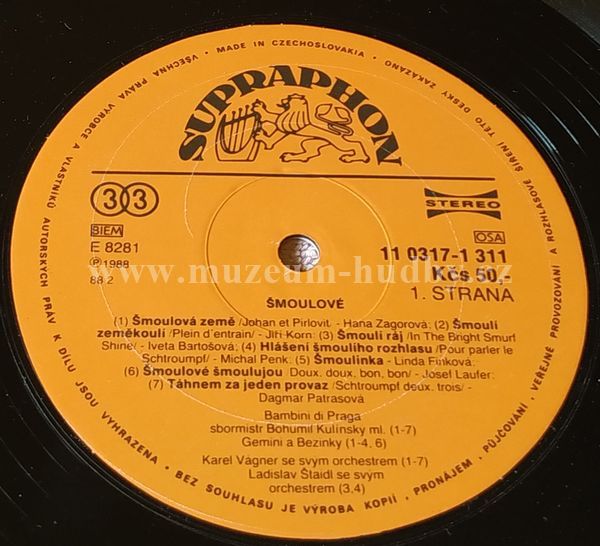 • MADE IN CZECHOSLOVAKIA • VŠECHNA PRÁVA VÝROBCE A VLASTNÍKŮ AUTORSKÝCH PRÁV K DÍLU JSOU VYHRAZENA • BEZ SOUHLASU JE VÝROBA KOPIÍ, PRONÁJEM, PŮJČOVÁNÍ, VEŘEJNÉ PROVOZOVÁNÍ A ROZHLASOVÉ ŠÍŘENÍ TÉTO DESKY ZAKÁZÁNO
SUPRAPHON
33
STEREO
BIEM
OSA
E 8281
11 0317-1 311
℗1988
Kčs 50,-
88 2
1. STRANA
www.muzeum-hudby.cz
ŠMOULOVÉ
(1) Šmoulová země /Johan et Pirlovit/ - Hana Zagorová; (2) Šmoulí
zeměkoulí /Plein d'entrain/ - Jiří Korn; (3) Šmoulí ráj /In The Bright Smurf
Shine/ - Iveta Bartošová; (4) Hlášení šmoulího rozhlasu /Pour parler le
Schtroumpf/ - Michal Penk; (5) Šmoulinka - Linda Finková;
(6) Šmoulové šmoulujou /Doux, doux, bon, bon/ - Josef Laufer;
(7) Táhnem za jeden provaz /Schtroumpf deux, trois/ -
Dagmar Patrasová
Bambini di Praga
sbormistr Bohumil Kulínský ml. (1-7)
Gemini a Bezinky (1-4, 6)
Karel Vágner se svým orchestrem (1-7)
Ladislav Štaidl se svým
orchestrem (3,4)